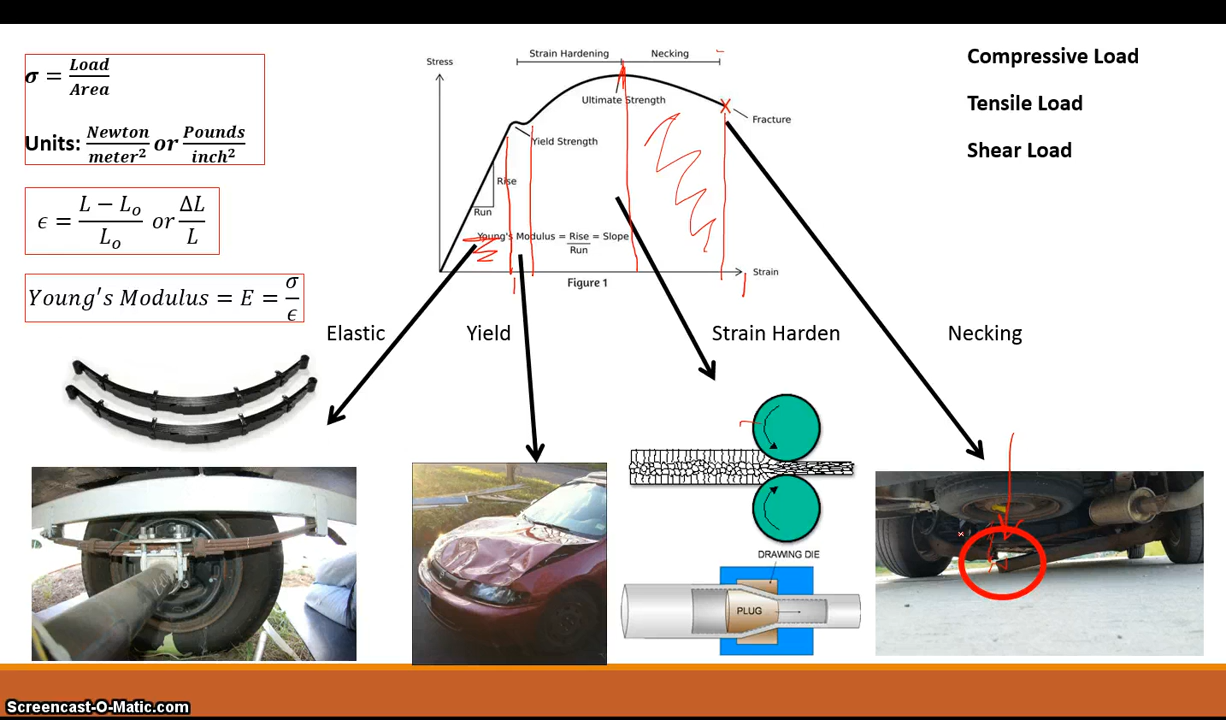 σ = Load / Area
Units: Newton / meter² or Pounds / inch²
ϵ = L − Lₒ / Lₒ or ΔL / L
Young's Modulus = E = σ / ϵ
Strain Hardening
Necking
Stress
Ultimate Strength
Fracture
Yield Strength
Rise
Run
Young's Modulus = Rise / Run = Slope
Strain
Figure 1
Compressive Load
Tensile Load
Shear Load
Elastic
Yield
Strain Harden
Necking
DRAWING DIE
PLUG
Screencast-O-Matic.com